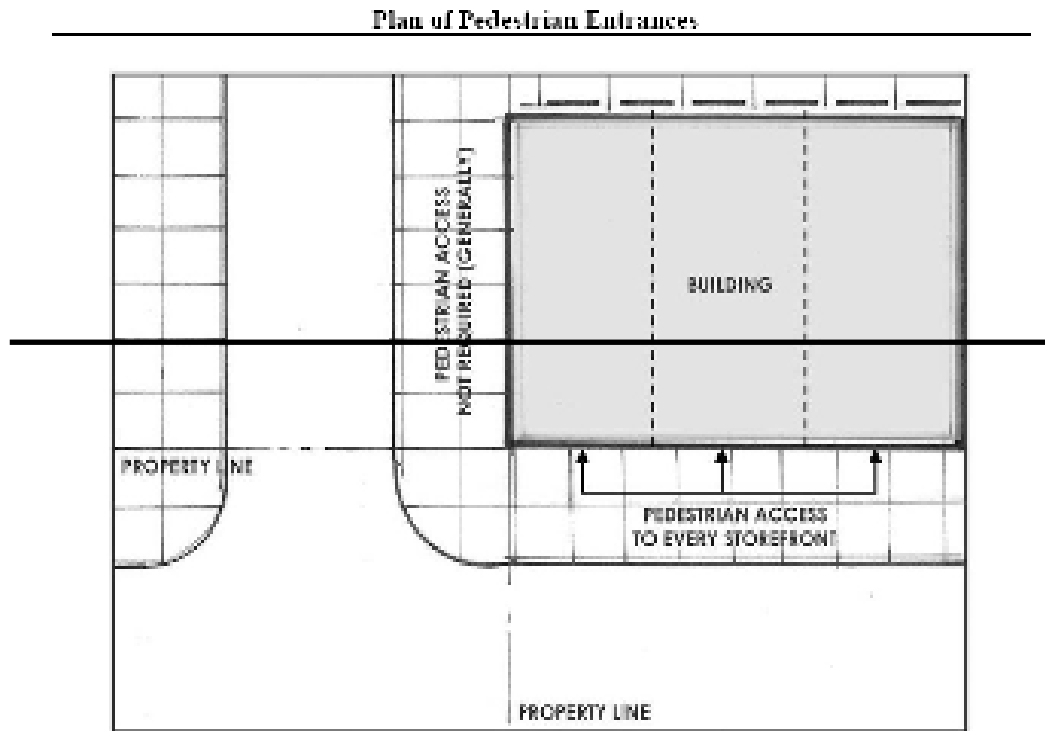 Plan of Pedestrian Entrances
PEDESTRIAN ACCESS
NOT REQUIRED (GENERALLY)
BUILDING
PROPERTY LINE
PEDESTRIAN ACCESS
TO EVERY STOREFRONT
PROPERTY LINE